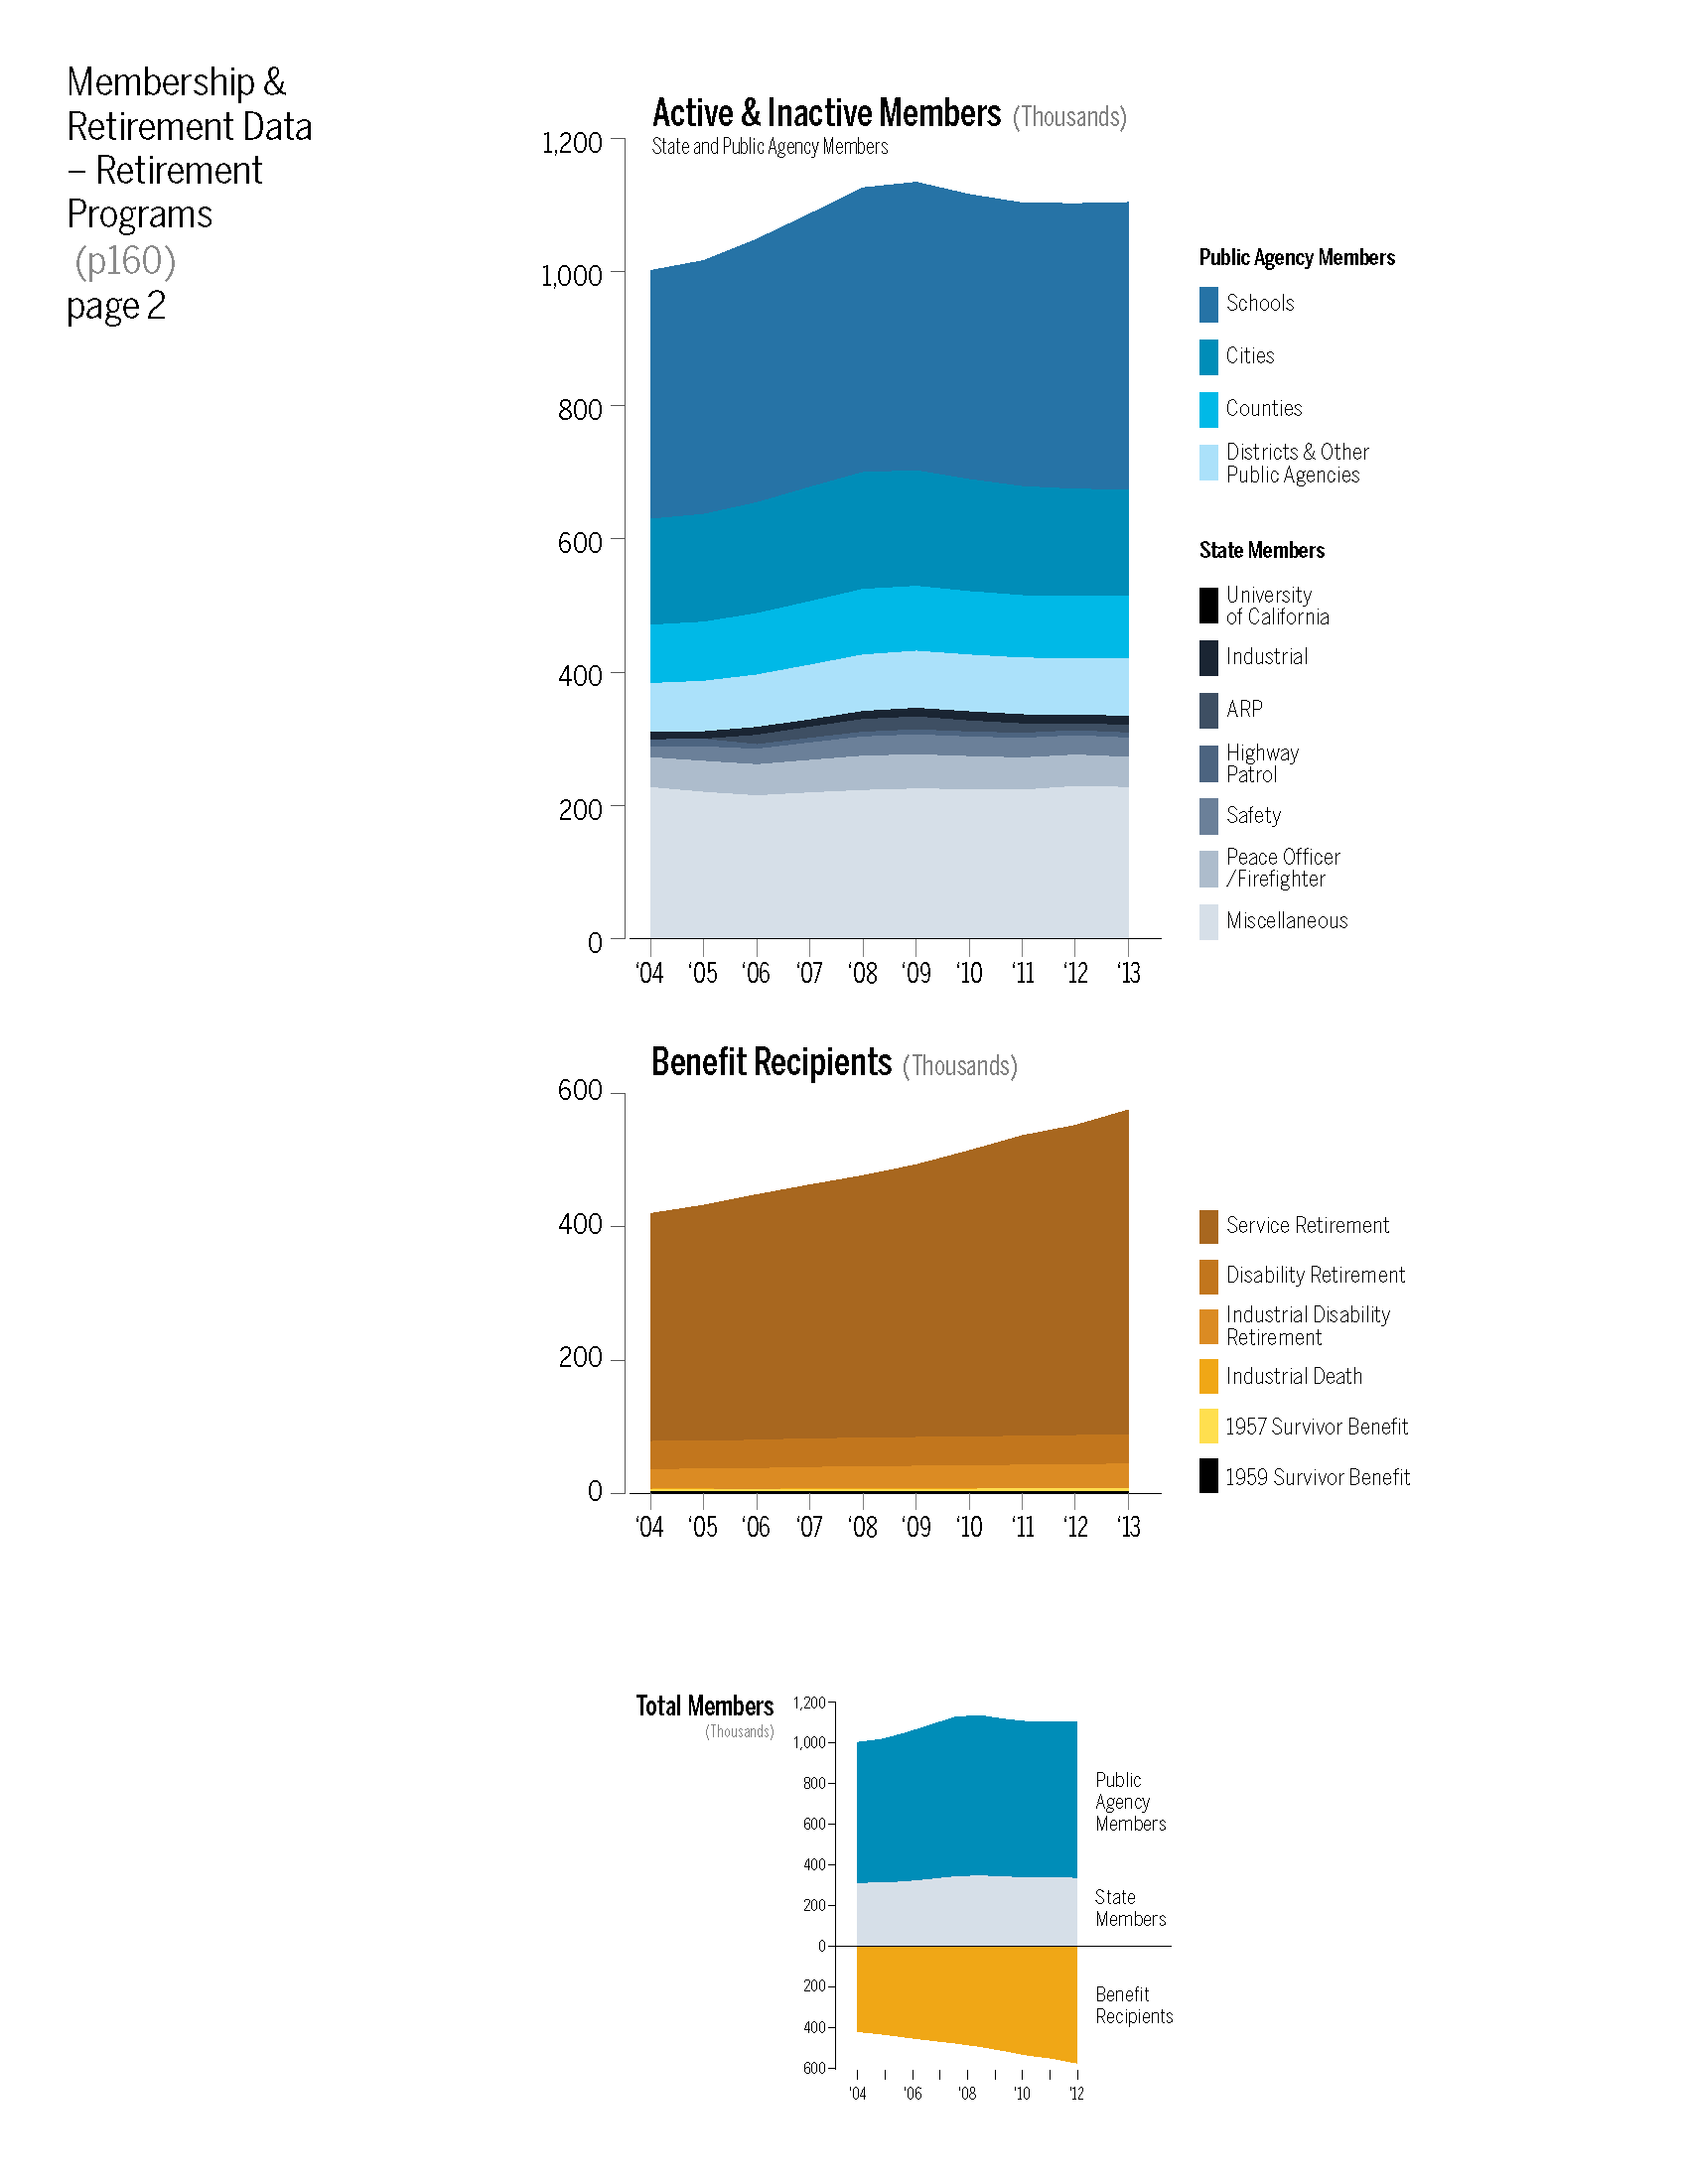 Membership &
Retirement Data
– Retirement
Programs
(p160)
page 2
Active & Inactive Members (Thousands)
State and Public Agency Members
1,200
1,000
800
600
400
200
0
‘04 ‘05 ‘06 ‘07 ‘08 ‘09 ‘10 ‘11 ‘12 ‘13
Public Agency Members
Schools
Cities
Counties
Districts & Other
Public Agencies
State Members
University
of California
Industrial
ARP
Highway
Patrol
Safety
Peace Officer
/Firefighter
Miscellaneous
Benefit Recipients (Thousands)
600
400
200
0
‘04 ‘05 ‘06 ‘07 ‘08 ‘09 ‘10 ‘11 ‘12 ‘13
Service Retirement
Disability Retirement
Industrial Disability
Retirement
Industrial Death
1957 Survivor Benefit
1959 Survivor Benefit
Total Members
(Thousands)
1,200
1,000
800
600
400
200
0
200
400
600
‘04 ‘06 ‘08 ‘10 ‘12
Public
Agency
Members
State
Members
Benefit
Recipients